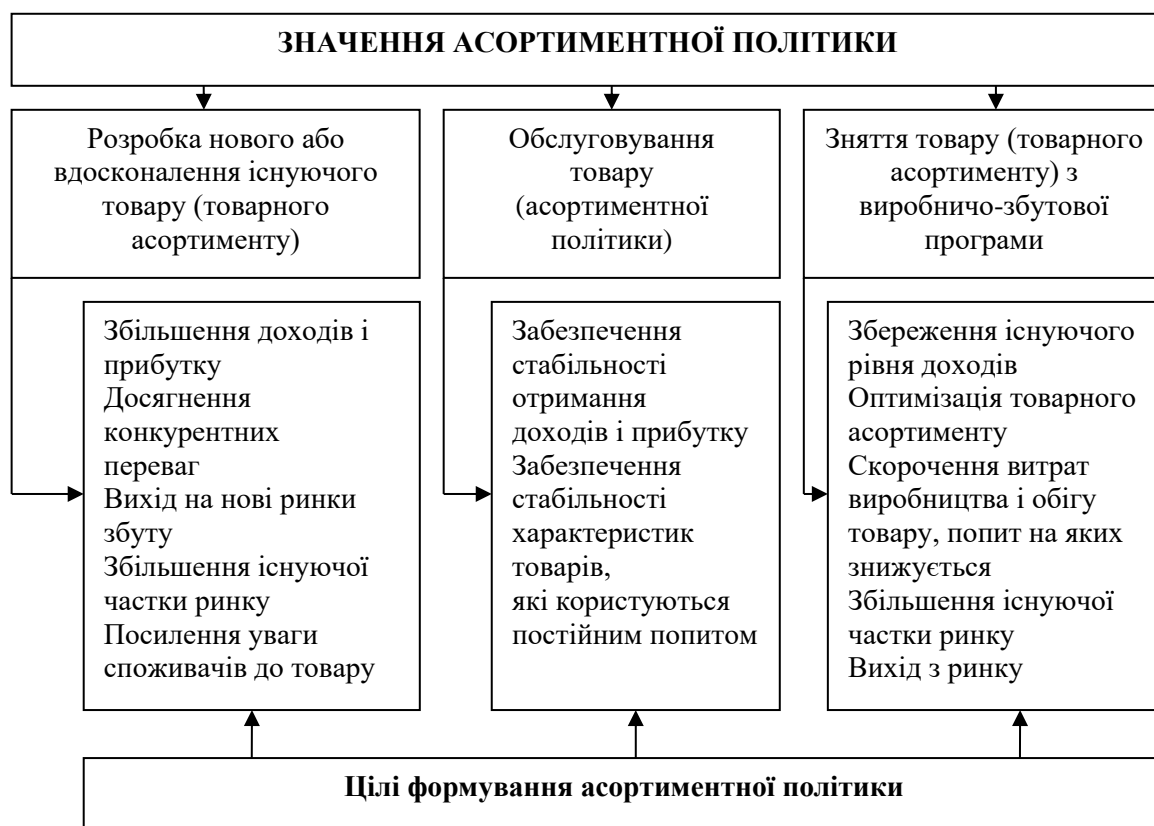 ЗНАЧЕННЯ АСОРТИМЕНТНОЇ ПОЛІТИКИ
Розробка нового або
вдосконалення існуючого
товару (товарного
асортименту)
Обслуговування
товару
(асортиментної
політики)
Зняття товару (товарного
асортименту) з
виробничо-збутової
програми
Збільшення доходів і
прибутку
Досягнення
конкурентних
переваг
Вихід на нові ринки
збуту
Збільшення існуючої
частки ринку
Посилення уваги
споживачів до товару
Забезпечення
стабільності
отримання
доходів і прибутку
Забезпечення
стабільності
характеристик
товарів,
які користуються
постійним попитом
Збереження існуючого
рівня доходів
Оптимізація товарного
асортименту
Скорочення витрат
виробництва і обігу
товару, попит на яких
знижується
Збільшення існуючої
частки ринку
Вихід з ринку
Цілі формування асортиментної політики